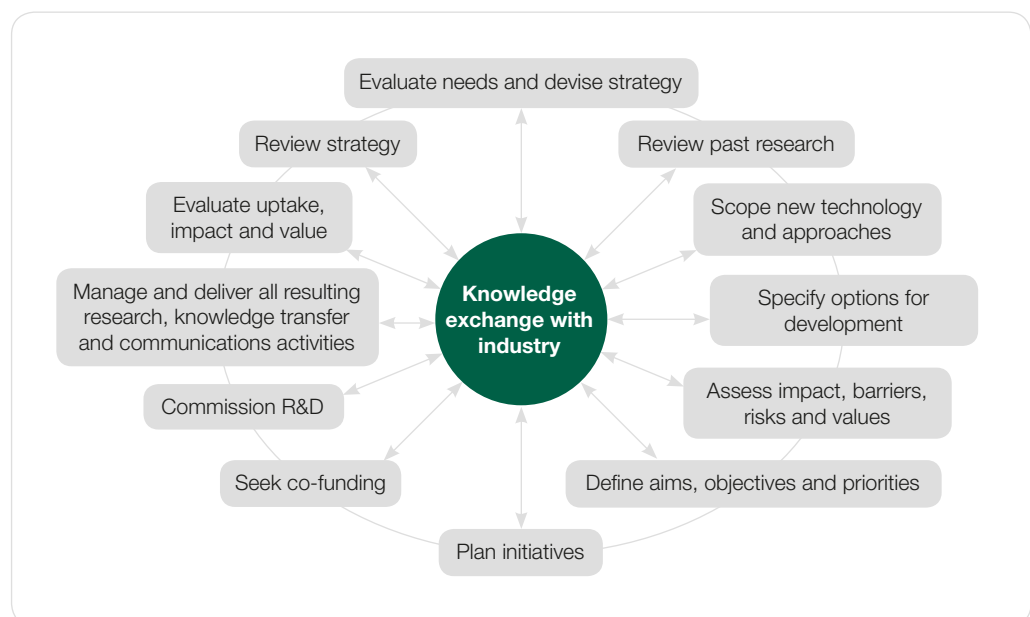 Evaluate needs and devise strategy
Review strategy
Review past research
Evaluate uptake,
impact and value
Scope new technology
and approaches
Manage and deliver all resulting
research, knowledge transfer
and communications activities
Knowledge
exchange with
industry
Specify options for
development
Commission R&D
Assess impact, barriers,
risks and values
Seek co-funding
Define aims, objectives and priorities
Plan initiatives